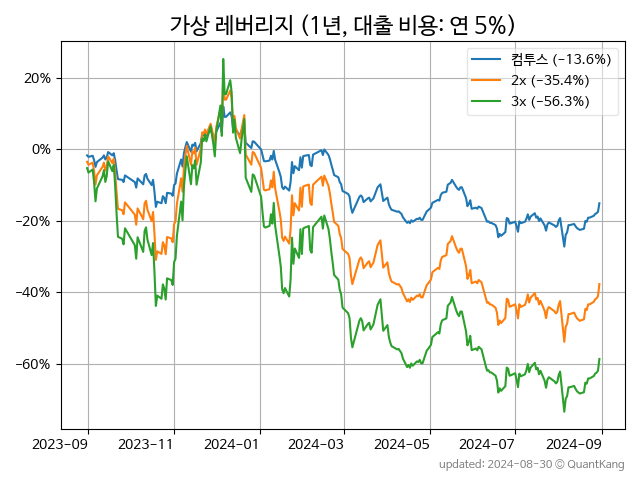 가상 레버리지 (1년, 대출 비용: 연 5%)
컴투스 (-13.6%)
2x (-35.4%)
3x (-56.3%)
20%
0%
−20%
−40%
−60%
2023-09 2023-11 2024-01 2024-03 2024-05 2024-07 2024-09
updated: 2024-08-30 © QuantKang